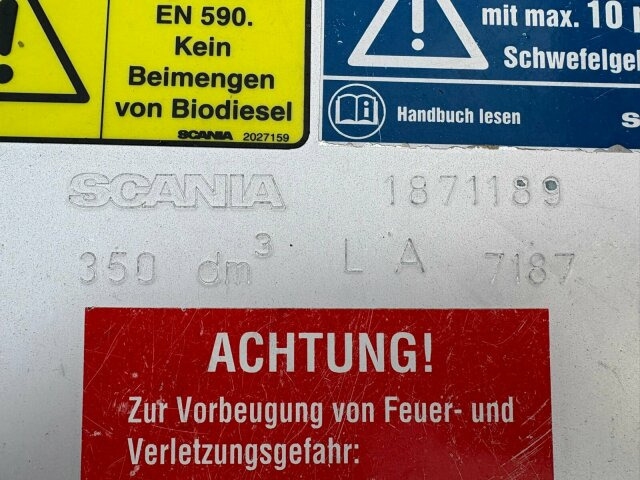 EN 590.
Kein
Beimengen
von Biodiesel
SCANIA 2027159
mit max. 10
Schwefelge
Handbuch lesen
SCANIA 1871189
350 dm³ L A 7187
ACHTUNG!
Zur Vorbeugung von Feuer- und
Verletzungsgefahr: